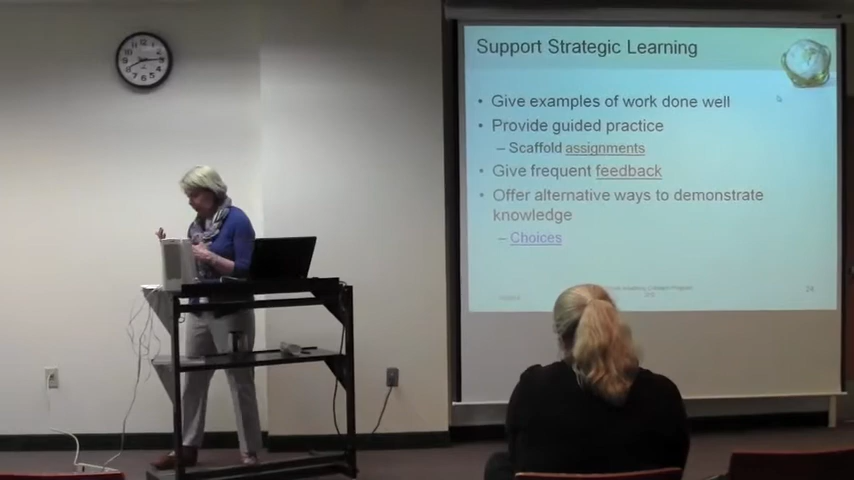 Support Strategic Learning
• Give examples of work done well
• Provide guided practice
– Scaffold assignments
• Give frequent feedback
• Offer alternative ways to demonstrate
knowledge
– Choices
24